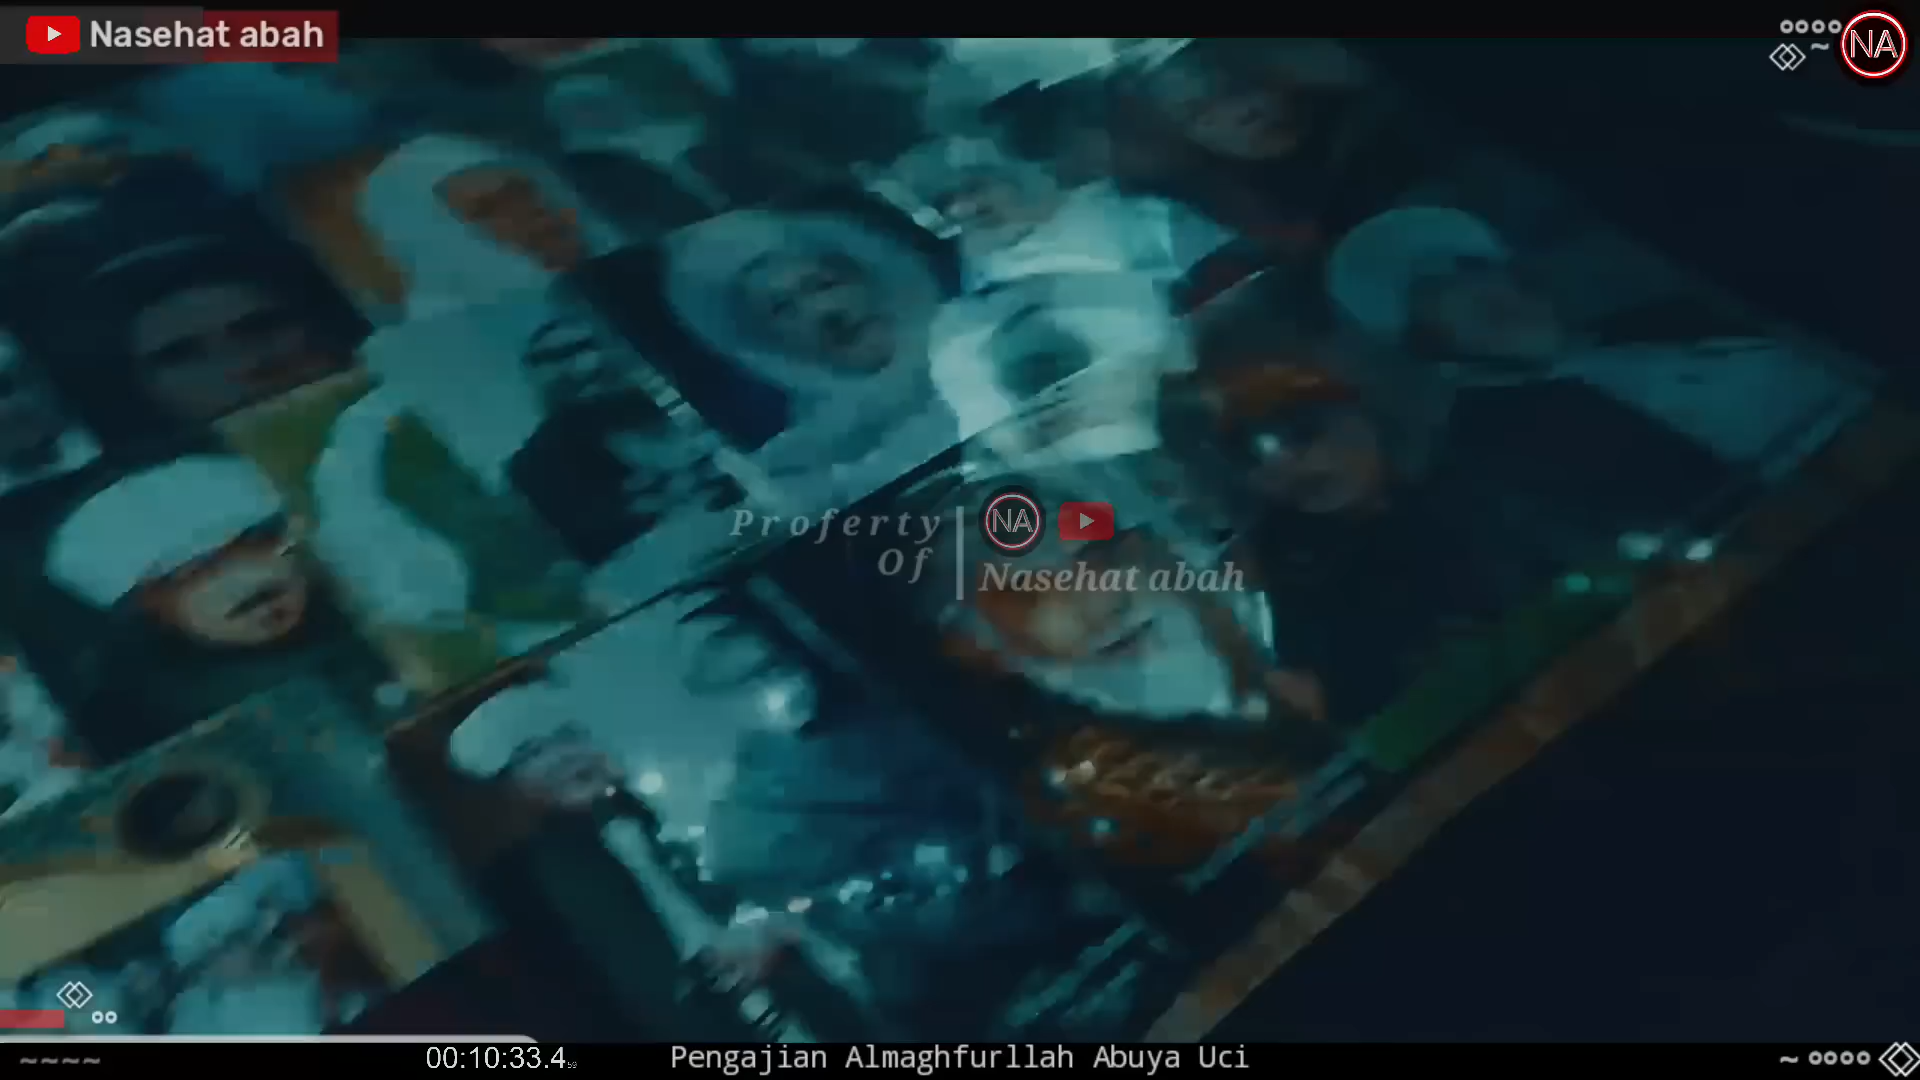 Nasehat abah
NA
Proferty
Of
NA
Nasehat abah
00:10:33.4
Pengajian Almaghfurllah Abuya Uci